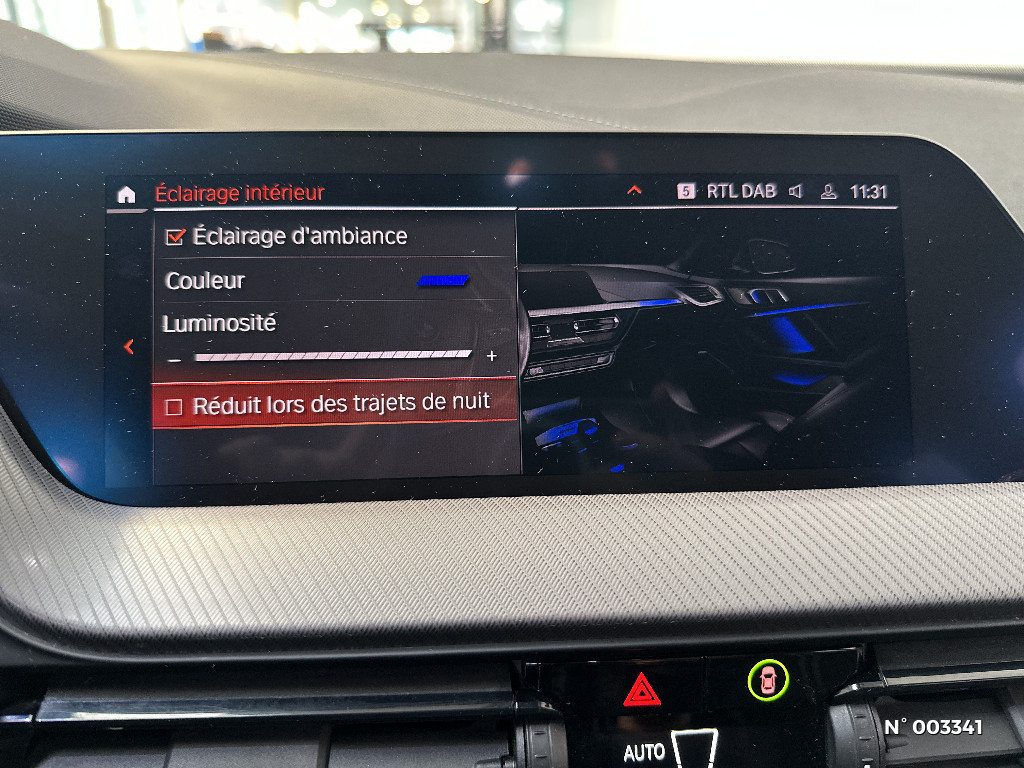 Éclairage intérieur
5 RTL DAB 11:31
Éclairage d'ambiance
Couleur
Luminosité
- +
Réduit lors des trajets de nuit
AUTO
N° 003341